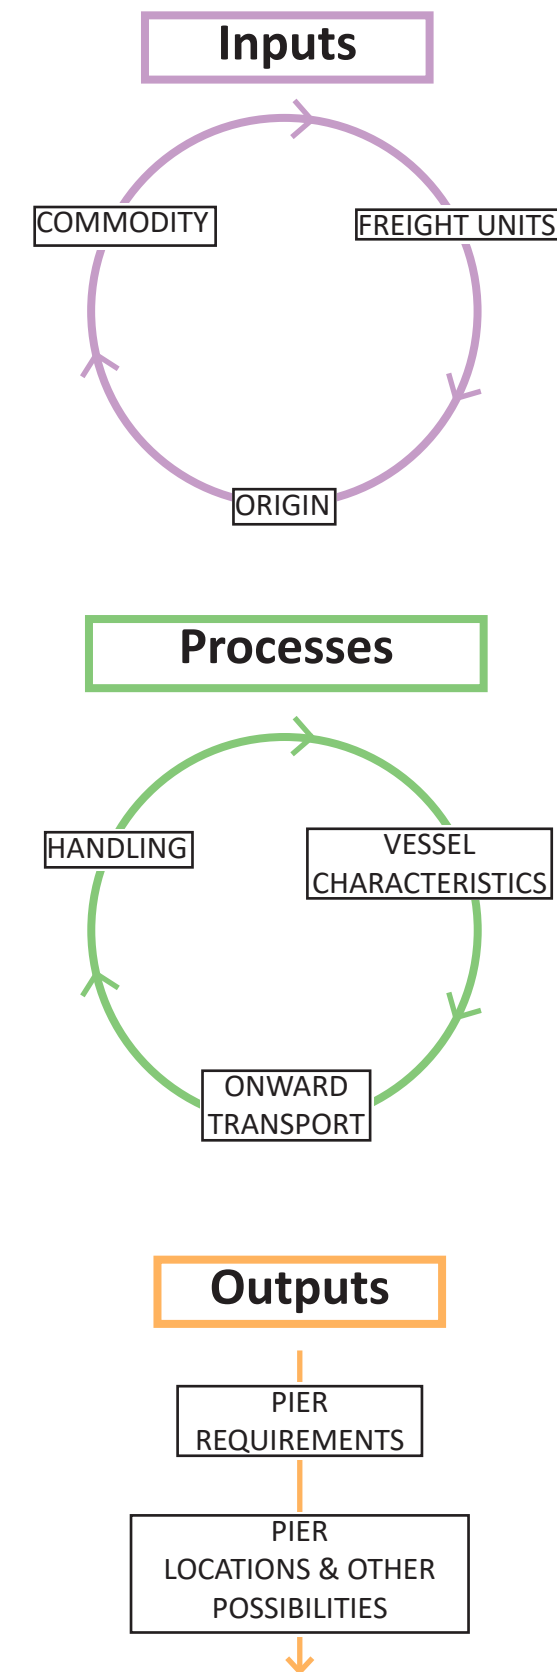 Inputs
COMMODITY
FREIGHT UNITS
ORIGIN
Processes
HANDLING
VESSEL
CHARACTERISTICS
ONWARD
TRANSPORT
Outputs
PIER
REQUIREMENTS
PIER
LOCATIONS & OTHER
POSSIBILITIES